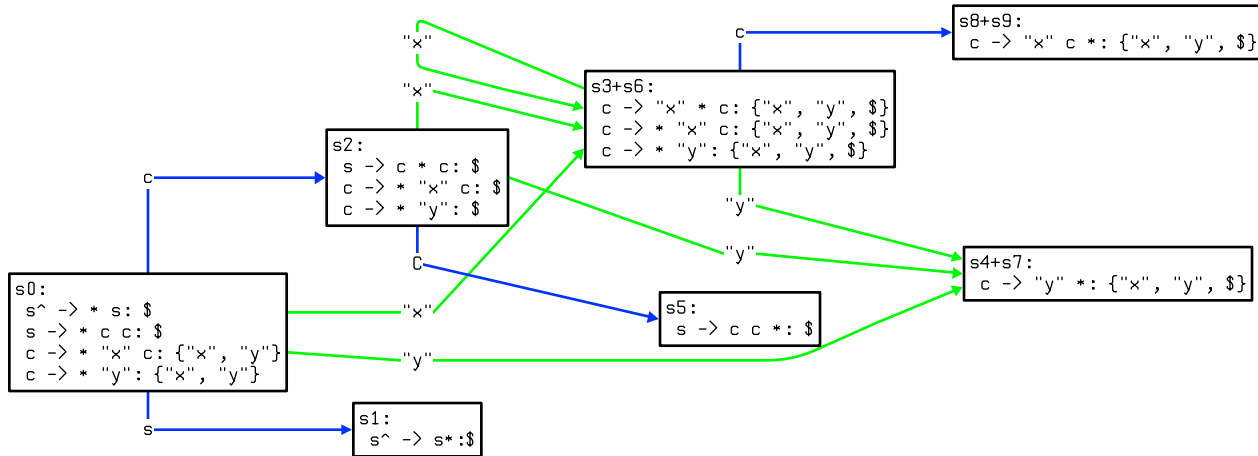 c
s8+s9:
c -> "x" c *: {"x", "y", $}
"x"
"x"
s3+s6:
c -> "x" * c: {"x", "y", $}
c -> * "x" c: {"x", "y", $}
c -> * "y": {"x", "y", $}
s2:
s -> c * c: $
c -> * "x" c: $
c -> * "y": $
c
"y"
"y"
C
s4+s7:
c -> "y" *: {"x", "y", $}
s0:
s^ -> * s: $
s -> * c c: $
c -> * "x" c: {"x", "y"}
c -> * "y": {"x", "y"}
"x"
"y"
s5:
s -> c c *: $
s
s1:
s^ -> s*:$